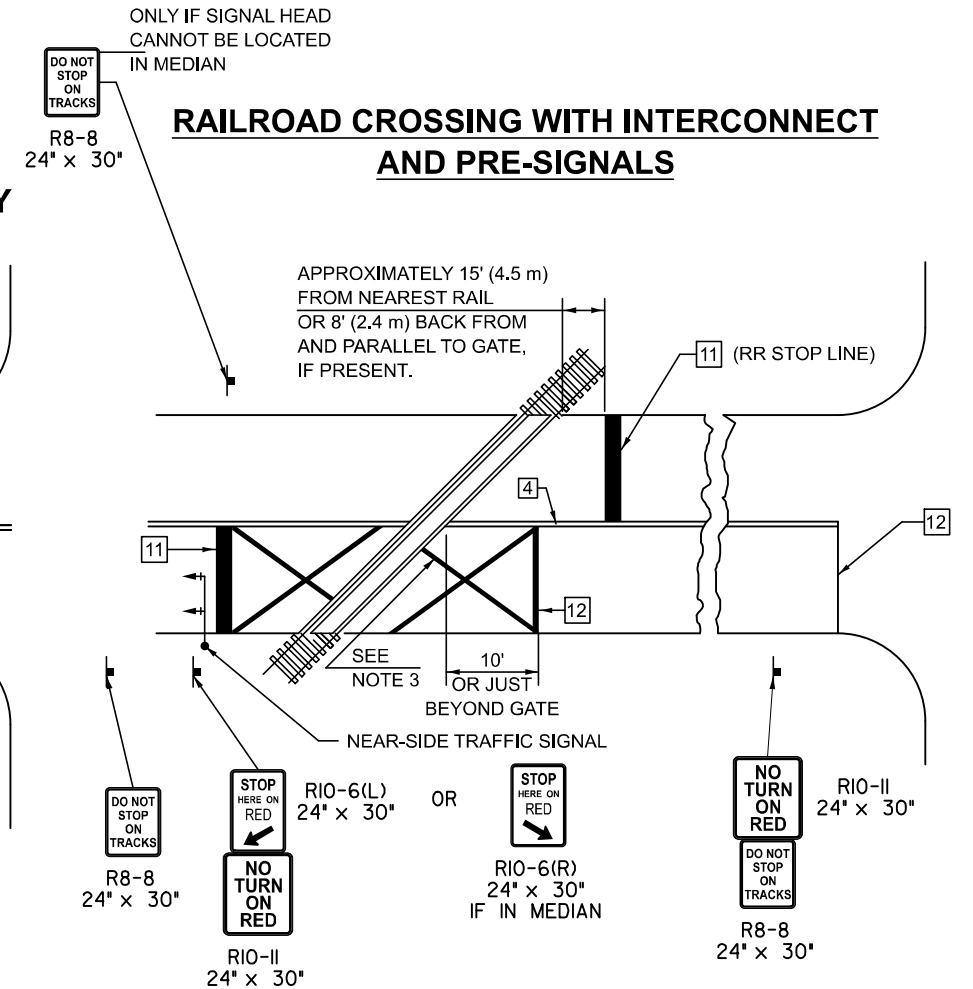 ONLY IF SIGNAL HEAD
CANNOT BE LOCATED
IN MEDIAN
DO NOT
STOP
ON
TRACKS
R8-8
24" x 30"
RAILROAD CROSSING WITH INTERCONNECT
AND PRE-SIGNALS
Y
APPROXIMATELY 15' (4.5 m)
FROM NEAREST RAIL
OR 8' (2.4 m) BACK FROM
AND PARALLEL TO GATE,
IF PRESENT.
11 (RR STOP LINE)
4
12
11
12
SEE
NOTE 3
10'
OR JUST
BEYOND GATE
NEAR-SIDE TRAFFIC SIGNAL
DO NOT
STOP
ON
TRACKS
R8-8
24" x 30"
STOP
HERE ON
RED
R10-6(L)
24" x 30"
NO
TURN
ON
RED
R10-11
24" x 30"
OR
STOP
HERE ON
RED
R10-6(R)
24" x 30"
IF IN MEDIAN
NO
TURN
ON
RED
R10-11
24" x 30"
DO NOT
STOP
ON
TRACKS
R8-8
24" x 30"